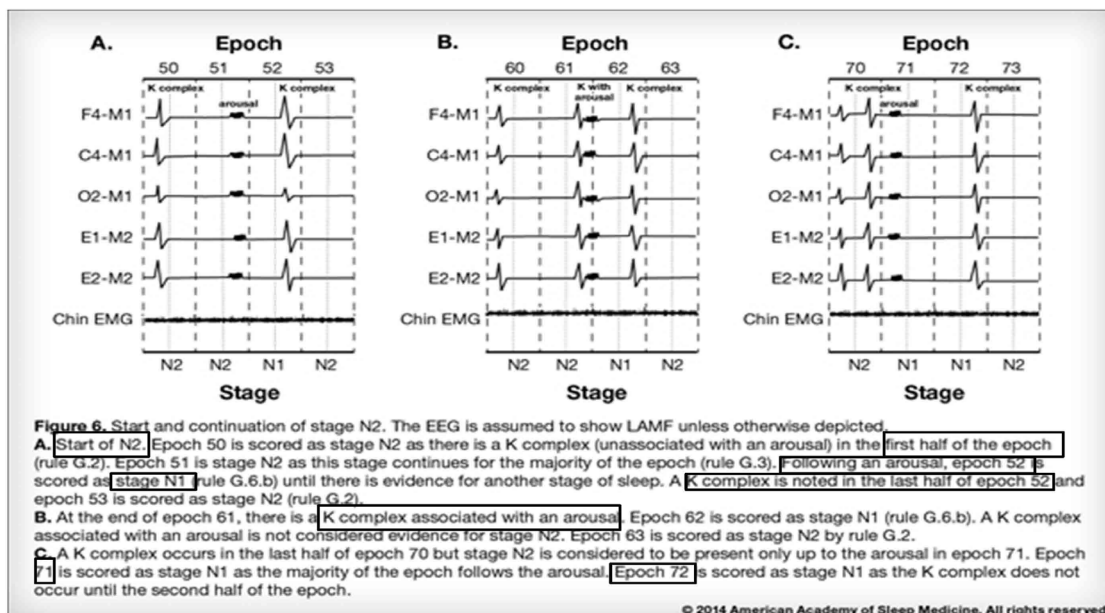 A. Epoch B. Epoch C. Epoch
50 51 52 53 60 61 62 63 70 71 72 73
K complex arousal K complex K complex K with arousal K complex K complex arousal K complex
F4-M1 F4-M1 F4-M1
C4-M1 C4-M1 C4-M1
O2-M1 O2-M1 O2-M1
E1-M2 E1-M2 E1-M2
E2-M2 E2-M2 E2-M2
Chin EMG Chin EMG Chin EMG
N2 N2 N1 N2 N2 N2 N1 N2 N2 N1 N1 N2
Stage Stage Stage
Figure 6. Start and continuation of stage N2. The EEG is assumed to show LAMF unless otherwise depicted.
A. Start of N2. Epoch 50 is scored as stage N2 as there is a K complex (unassociated with an arousal) in the first half of the epoch
(rule G.2). Epoch 51 is stage N2 as this stage continues for the majority of the epoch (rule G.3). Following an arousal, epoch 52 is
scored as stage N1 (rule G.6.b) until there is evidence for another stage of sleep. A K complex is noted in the last half of epoch 52 and
epoch 53 is scored as stage N2 (rule G.2).
B. At the end of epoch 61, there is a K complex associated with an arousal. Epoch 62 is scored as stage N1 (rule G.6.b). A K complex
associated with an arousal is not considered evidence for stage N2. Epoch 63 is scored as stage N2 by rule G.2.
C. A K complex occurs in the last half of epoch 70 but stage N2 is considered to be present only up to the arousal in epoch 71. Epoch
71 is scored as stage N1 as the majority of the epoch follows the arousal. Epoch 72 is scored as stage N1 as the K complex does not
occur until the second half of the epoch.
© 2014 American Academy of Sleep Medicine. All rights reserved